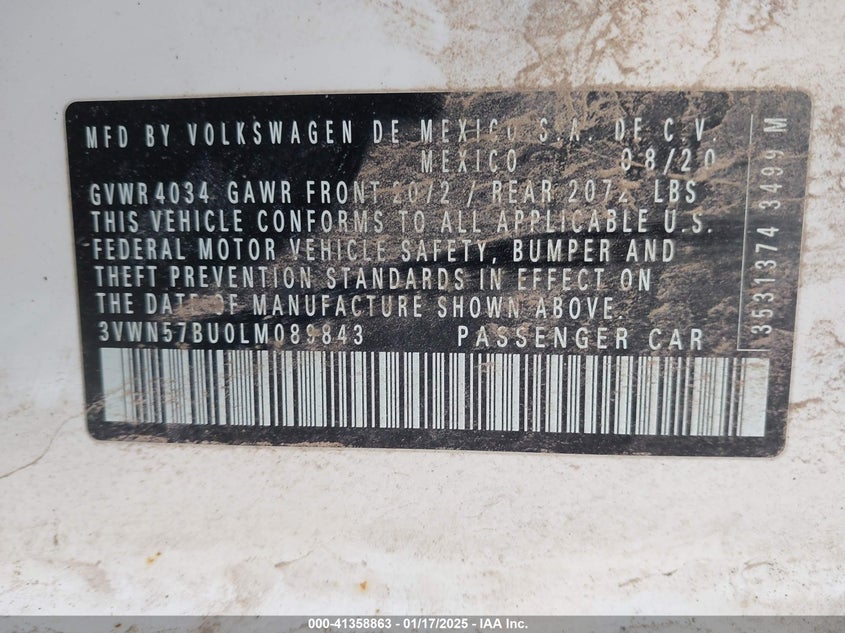 MFD BY VOLKSWAGEN DE MEXICO S.A. DE C.V.
MEXICO 08/20
GVWR 4034 GAWR FRONT 2072 / REAR 2072 LBS
THIS VEHICLE CONFORMS TO ALL APPLICABLE U.S.
FEDERAL MOTOR VEHICLE SAFETY, BUMPER AND
THEFT PREVENTION STANDARDS IN EFFECT ON
THE DATE OF MANUFACTURE SHOWN ABOVE.
3VWN57BU0LM089843 PASSENGER CAR
3531374 3499 M
000-41358863 - 01/17/2025 - IAA Inc.